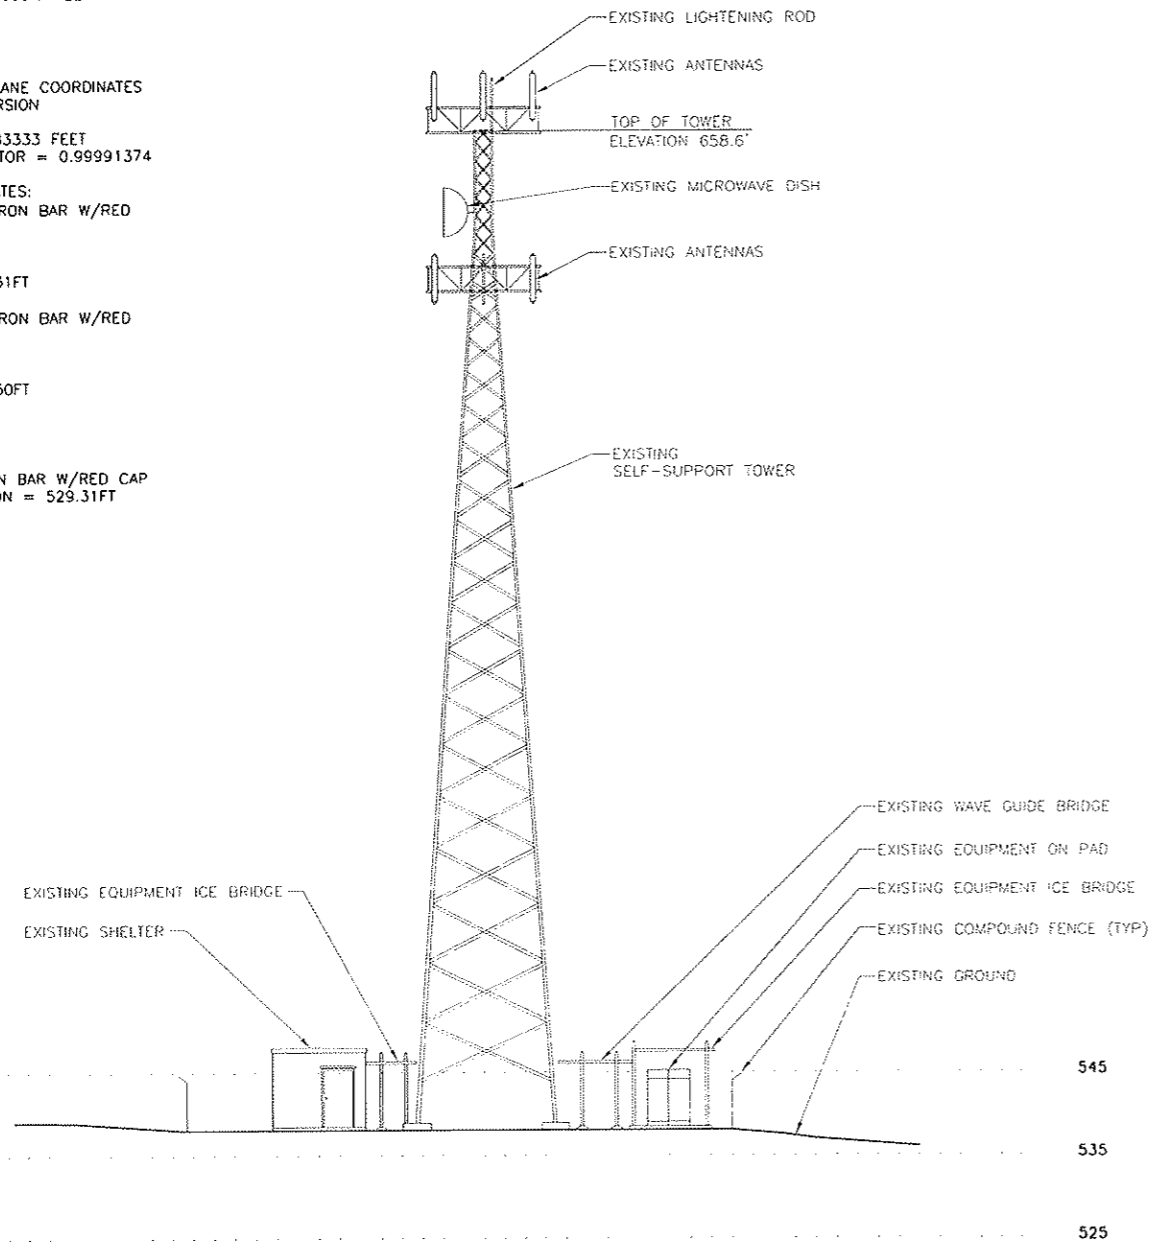 EXISTING LIGHTENING ROD
ANE COORDINATES
RSION
33333 FEET
TOR = 0.99991374
TES:
RON BAR W/RED
31FT
RON BAR W/RED
50FT
N BAR W/RED CAP
ON = 529.31FT
EXISTING ANTENNAS
TOP OF TOWER
ELEVATION 658.6'
EXISTING MICROWAVE DISH
EXISTING ANTENNAS
EXISTING
SELF-SUPPORT TOWER
EXISTING WAVE GUIDE BRIDGE
EXISTING EQUIPMENT ON PAD
EXISTING EQUIPMENT ICE BRIDGE
EXISTING COMPOUND FENCE (TYP)
EXISTING GROUND
EXISTING EQUIPMENT ICE BRIDGE
EXISTING SHELTER
545
535
525